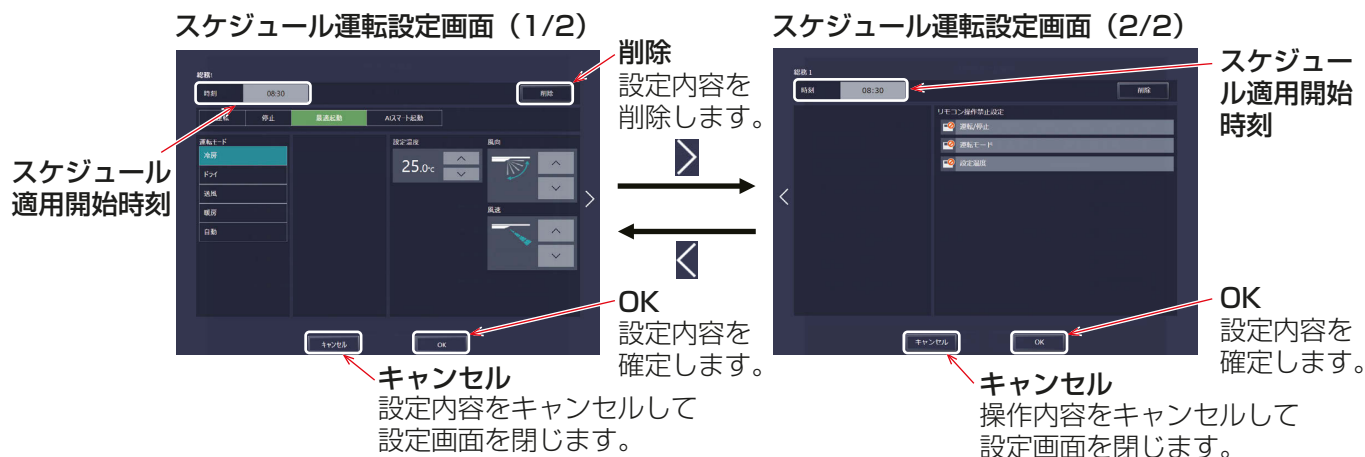 スケジュール運転設定画面（1/2）
総務1
時刻
08:30
削除
停止
最適起動
AIスマート起動
運転モード
冷房
ドライ
送風
暖房
自動
設定温度
25.0℃
風向
風速
キャンセル
OK
スケジュール
適用開始時刻
削除
設定内容を
削除します。
OK
設定内容を
確定します。
キャンセル
設定内容をキャンセルして
設定画面を閉じます。
スケジュール運転設定画面（2/2）
総務1
時刻
08:30
削除
リモコン操作禁止設定
運転/停止
運転モード
設定温度
キャンセル
OK
スケジュー
ル適用開始
時刻
OK
設定内容を
確定します。
キャンセル
操作内容をキャンセルして
設定画面を閉じます。